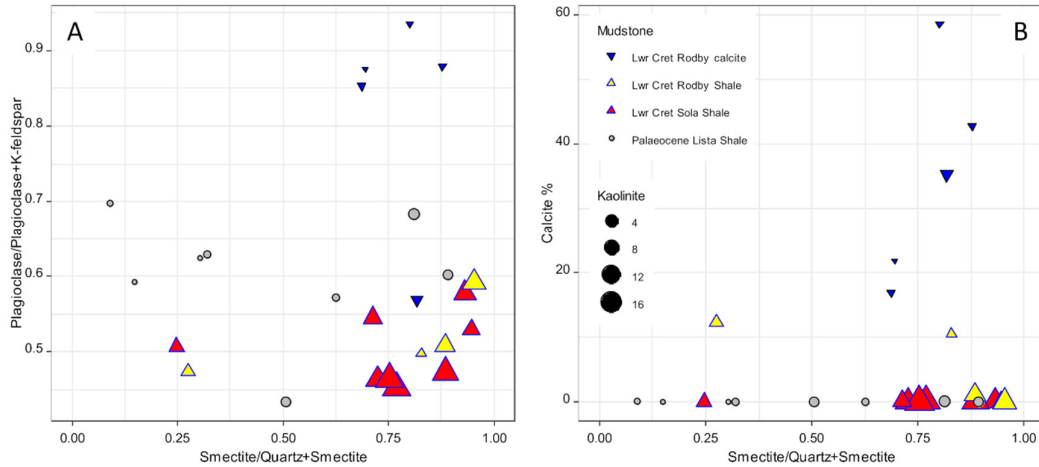 A
Plagioclase/Plagioclase+K-feldspar
0.9
0.8
0.7
0.6
0.5
0.00 0.25 0.50 0.75 1.00
Smectite/Quartz+Smectite
B
Calcite %
60
40
20
0
Mudstone
Lwr Cret Rodby calcite
Lwr Cret Rodby Shale
Lwr Cret Sola Shale
Palaeocene Lista Shale
Kaolinite
4
8
12
16
0.00 0.25 0.50 0.75 1.00
Smectite/Quartz+Smectite